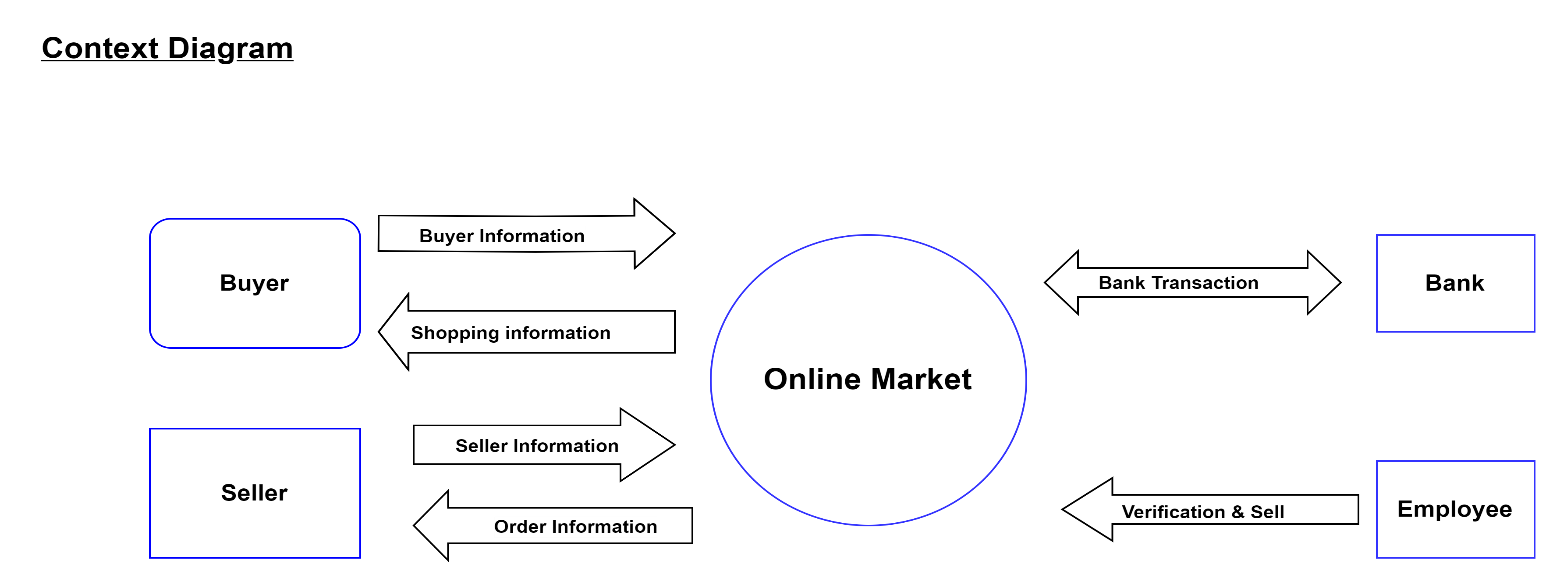 Context Diagram
Buyer Information
Buyer
Shopping information
Seller Information
Seller
Order Information
Online Market
Bank Transaction
Bank
Verification & Sell
Employee